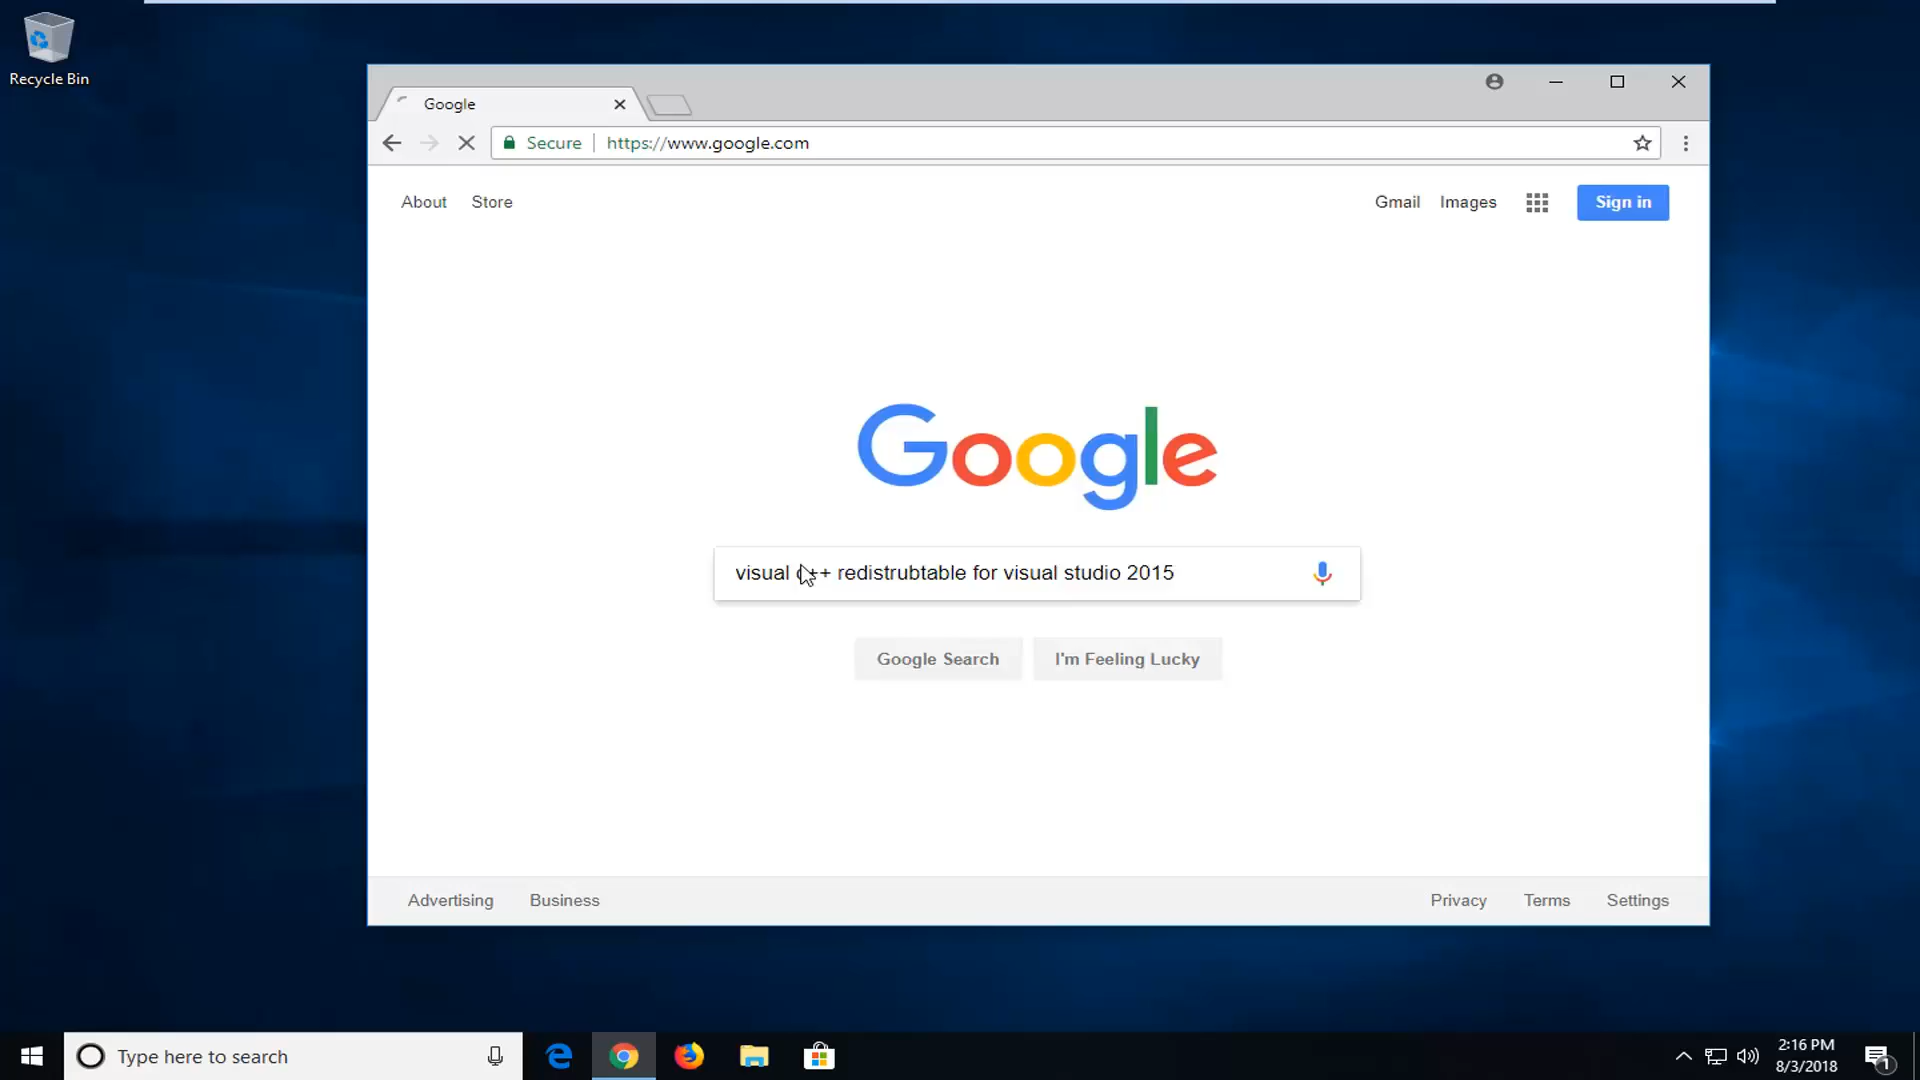 Recycle Bin
Google
Secure https://www.google.com
About Store Gmail Images Sign in
Google
visual c++ redistrubtable for visual studio 2015
Google Search I'm Feeling Lucky
Advertising Business Privacy Terms Settings
Type here to search
2:16 PM
8/3/2018
1